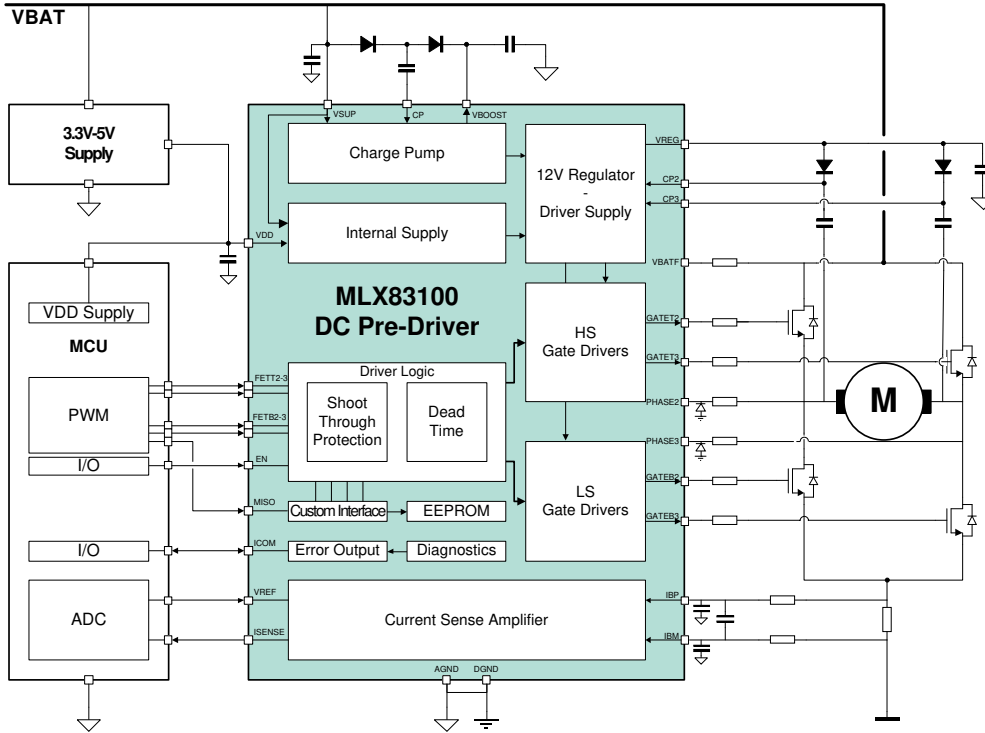 VBAT
3.3V-5V
Supply
VSUP
CP
VBOOST
Charge Pump
12V Regulator
-
Driver Supply
VREG
CP2
CP3
Internal Supply
VDD
VBATF
VDD Supply
MCU
MLX83100
DC Pre-Driver
HS
Gate Drivers
GATET2
GATET3
PWM
FETT2-3
FETB2-3
Driver Logic
Shoot
Through
Protection
Dead
Time
PHASE2
M
PHASE3
I/O
EN
LS
Gate Drivers
GATEB2
GATEB3
MISO
Custom Interface
EEPROM
I/O
ICOM
Error Output
Diagnostics
ADC
VREF
ISENSE
Current Sense Amplifier
IBP
IBM
AGND
DGND